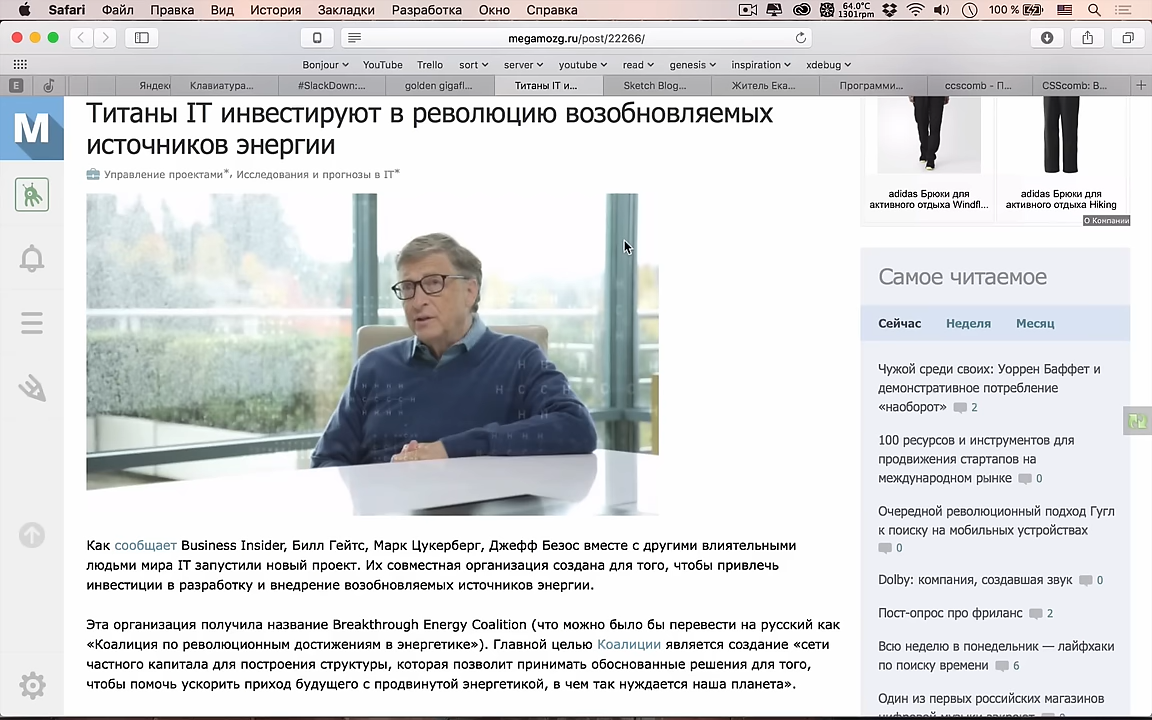 Safari Файл Правка Вид История Закладки Разработка Окно Справка
64.0°C
1301rpm
100 %
megamozg.ru/post/22266/
Bonjour YouTube Trello sort server youtube read genesis inspiration xdebug
E Яндекс Клавиатура... #SlackDown:... golden gigafl... Титаны IT и... Sketch Blog... Житель Ека... Программи... ccscomb - П... CSScomb: В...
M
Титаны IT инвестируют в революцию возобновляемых
источников энергии
Управление проектами*, Исследования и прогнозы в IT*
Как сообщает Business Insider, Билл Гейтс, Марк Цукерберг, Джефф Безос вместе с другими влиятельными
людьми мира IT запустили новый проект. Их совместная организация создана для того, чтобы привлечь
инвестиции в разработку и внедрение возобновляемых источников энергии.
Эта организация получила название Breakthrough Energy Coalition (что можно было бы перевести на русский как
«Коалиция по революционным достижениям в энергетике»). Главной целью Коалиции является создание «сети
частного капитала для построения структуры, которая позволит принимать обоснованные решения для того,
чтобы помочь ускорить приход будущего с продвинутой энергетикой, в чем так нуждается наша планета».
adidas Брюки для
активного отдыха Windfl...
adidas Брюки для
активного отдыха Hiking
О Компании
Самое читаемое
Сейчас Неделя Месяц
Чужой среди своих: Уоррен Баффет и
демонстративное потребление
«наоборот» 2
100 ресурсов и инструментов для
продвижения стартапов на
международном рынке 0
Очередной революционный подход Гугл
к поиску на мобильных устройствах
0
Dolby: компания, создавшая звук 0
Пост-опрос про фриланс 2
Всю неделю в понедельник — лайфхаки
по поиску времени 6
Один из первых российских магазинов
цифровой музыки закроют